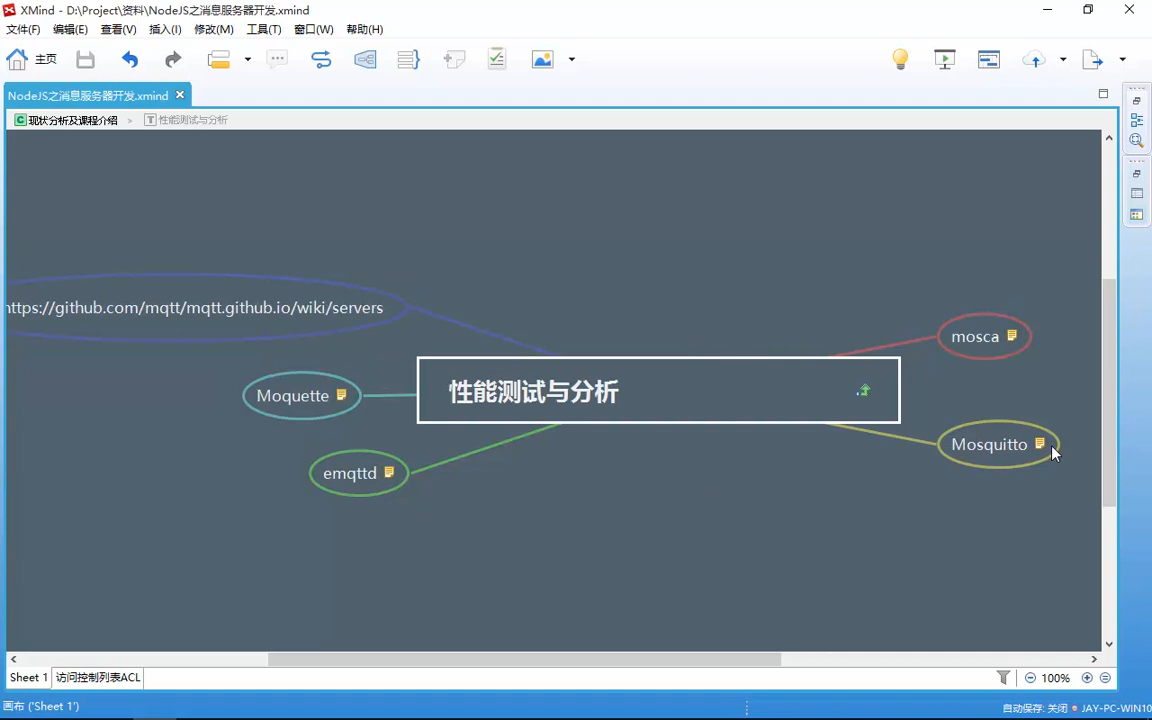 XMind - D:\Project\资料\NodeJS之消息服务器开发.xmind
文件(F) 编辑(E) 查看(V) 插入(I) 修改(M) 工具(T) 窗口(W) 帮助(H)
主页
NodeJS之消息服务器开发.xmind
现状分析及课程介绍 > 性能测试与分析
https://github.com/mqtt/mqtt.github.io/wiki/servers
mosca
性能测试与分析
Moquette
Mosquitto
emqttd
Sheet 1 访问控制列表ACL
100%
画布 ('Sheet 1')
自动保存: 关闭 JAY-PC-WIN10